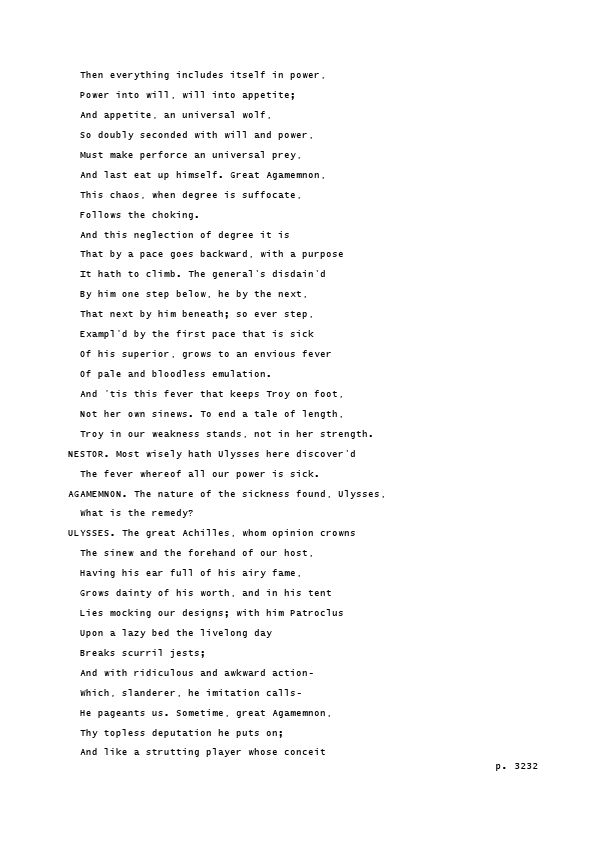 Then everything includes itself in power,
Power into will, will into appetite;
And appetite, an universal wolf,
So doubly seconded with will and power,
Must make perforce an universal prey,
And last eat up himself. Great Agamemnon,
This chaos, when degree is suffocate,
Follows the choking.
And this neglection of degree it is
That by a pace goes backward, with a purpose
It hath to climb. The general's disdain'd
By him one step below, he by the next,
That next by him beneath; so ever step,
Exampl'd by the first pace that is sick
Of his superior, grows to an envious fever
Of pale and bloodless emulation.
And 'tis this fever that keeps Troy on foot,
Not her own sinews. To end a tale of length,
Troy in our weakness stands, not in her strength.
NESTOR. Most wisely hath Ulysses here discover'd
The fever whereof all our power is sick.
AGAMEMNON. The nature of the sickness found, Ulysses,
What is the remedy?
ULYSSES. The great Achilles, whom opinion crowns
The sinew and the forehand of our host,
Having his ear full of his airy fame,
Grows dainty of his worth, and in his tent
Lies mocking our designs; with him Patroclus
Upon a lazy bed the livelong day
Breaks scurril jests;
And with ridiculous and awkward action-
Which, slanderer, he imitation calls-
He pageants us. Sometime, great Agamemnon,
Thy topless deputation he puts on;
And like a strutting player whose conceit
p. 3232